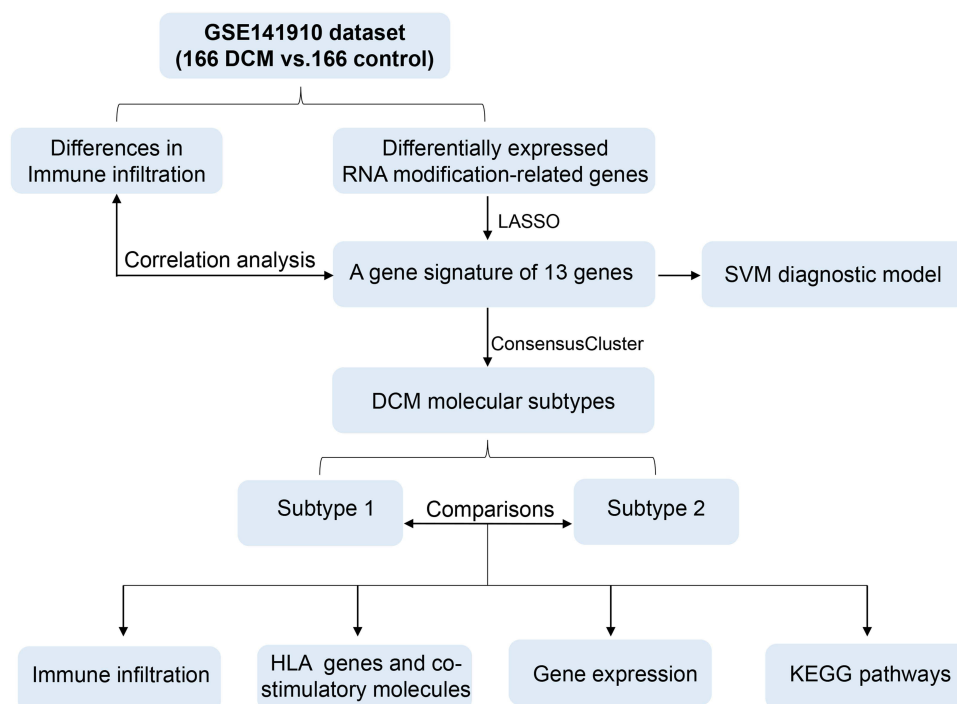 GSE141910 dataset
(166 DCM vs.166 control)
Differences in
Immune infiltration
Differentially expressed
RNA modification-related genes
LASSO
Correlation analysis
A gene signature of 13 genes
SVM diagnostic model
ConsensusCluster
DCM molecular subtypes
Subtype 1
Comparisons
Subtype 2
Immune infiltration
HLA genes and co-
stimulatory molecules
Gene expression
KEGG pathways